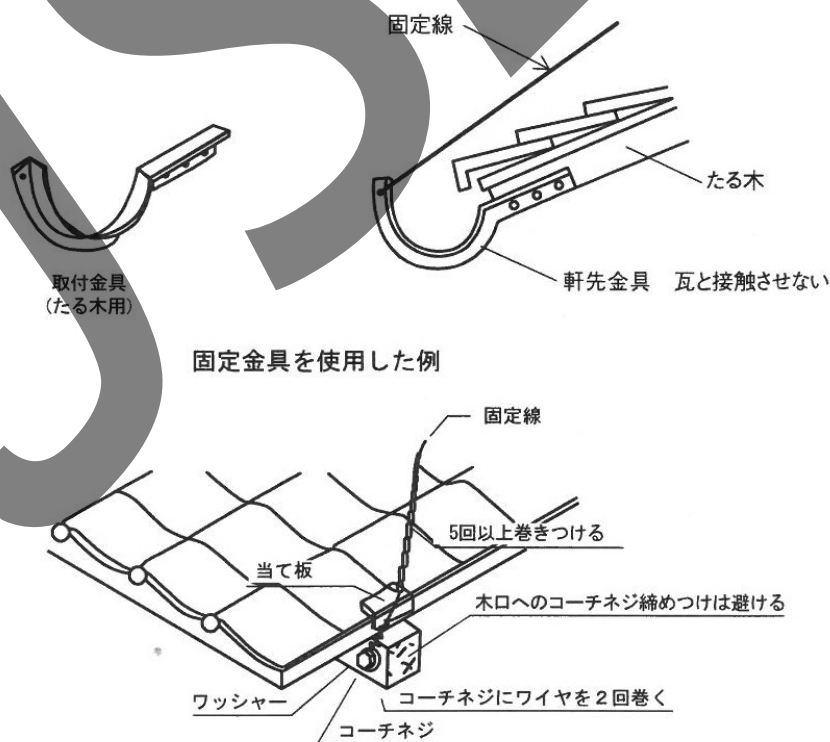 固定線
たる木
取付金具
(たる木用)
軒先金具　瓦と接触させない
固定金具を使用した例
固定線
5回以上巻きつける
当て板
木口へのコーチネジ締めつけは避ける
ワッシャー
コーチネジにワイヤを２回巻く
コーチネジ